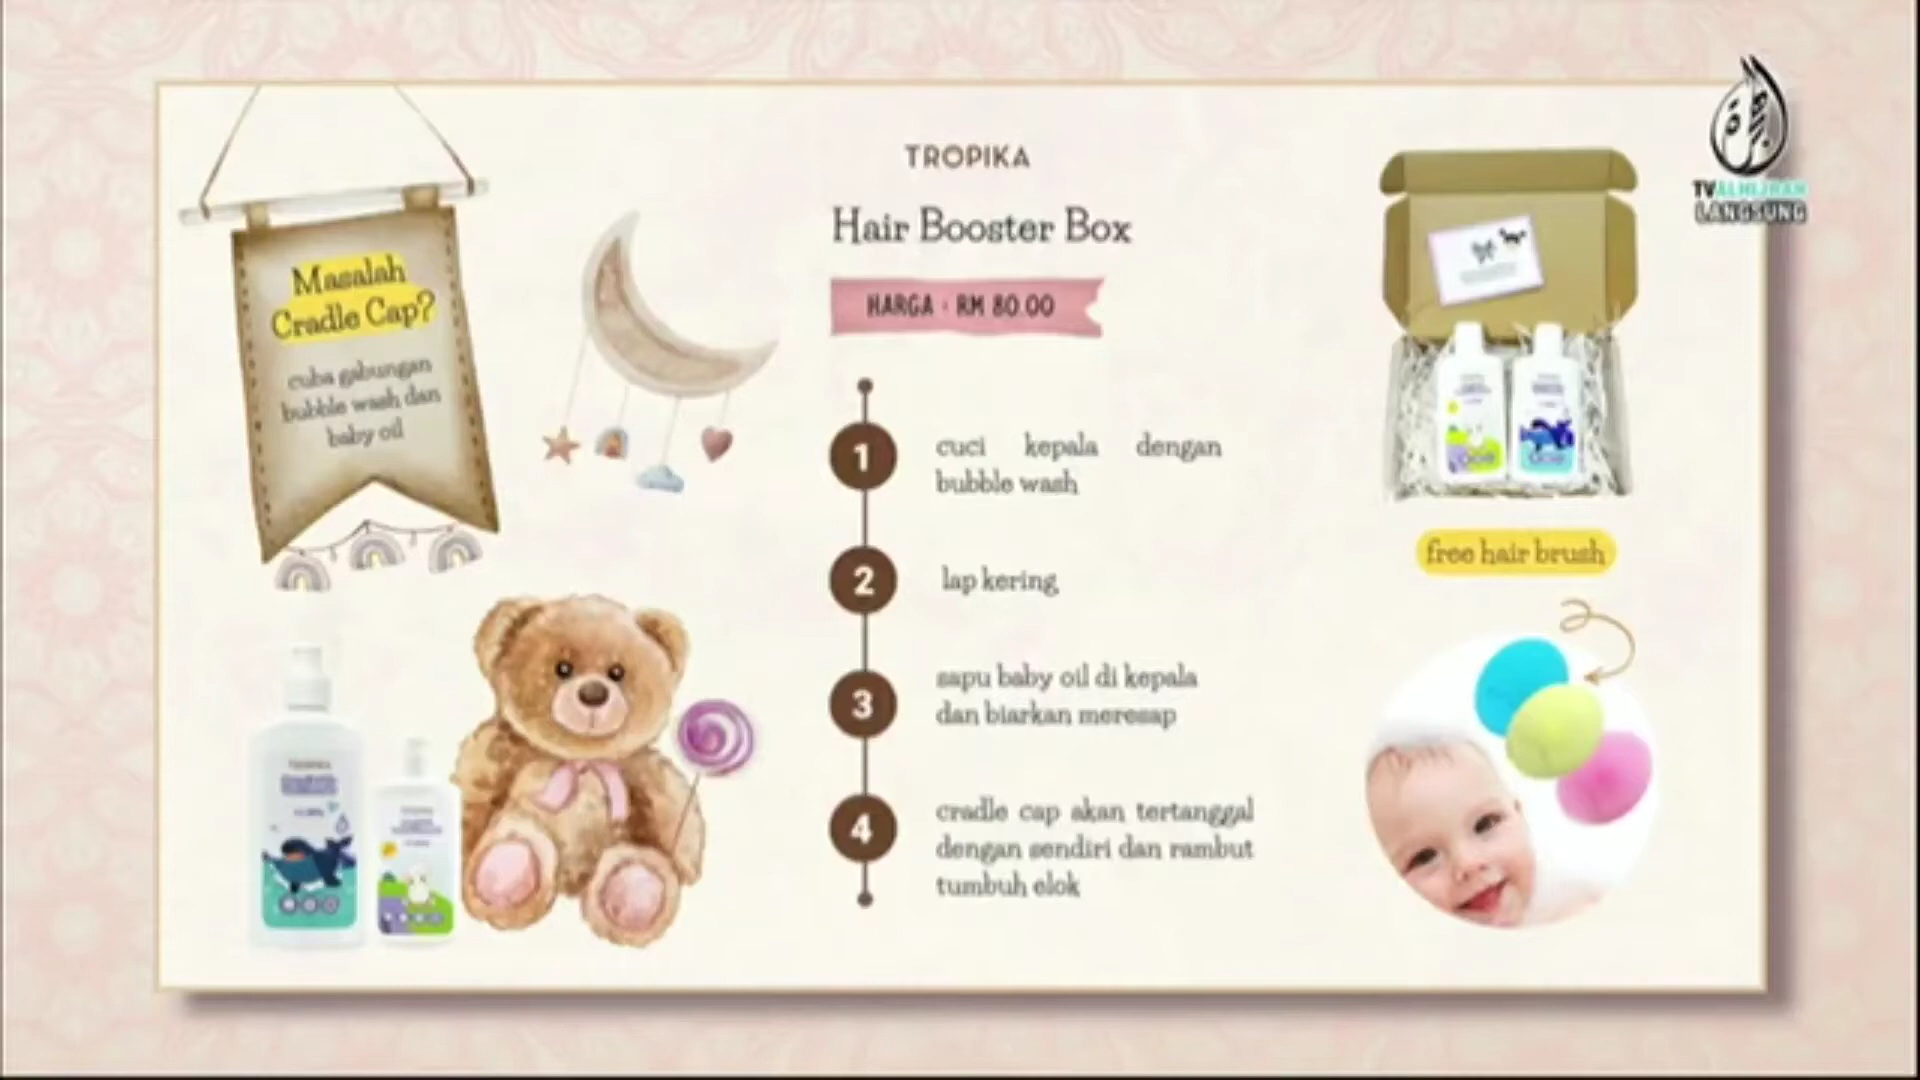 Masalah
Cradle Cap?
cuba gabungan
bubble wash dan
baby oil
TROPIKA
Hair Booster Box
HARGA : RM 80.00
1
cuci kepala dengan
bubble wash
2
lap kering
3
sapu baby oil di kepala
dan biarkan meresap
4
cradle cap akan tertanggal
dengan sendiri dan rambut
tumbuh elok
free hair brush
TVALHIJRAH
LANGSUNG
TROPIKA